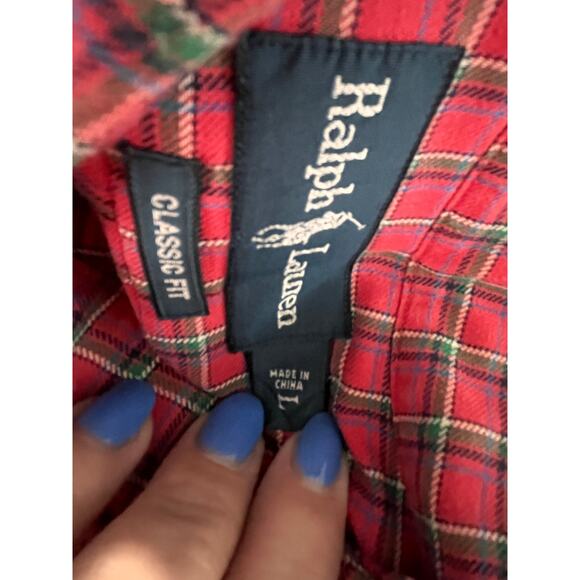 Ralph Lauren
CLASSIC FIT
MADE IN
CHINA
L